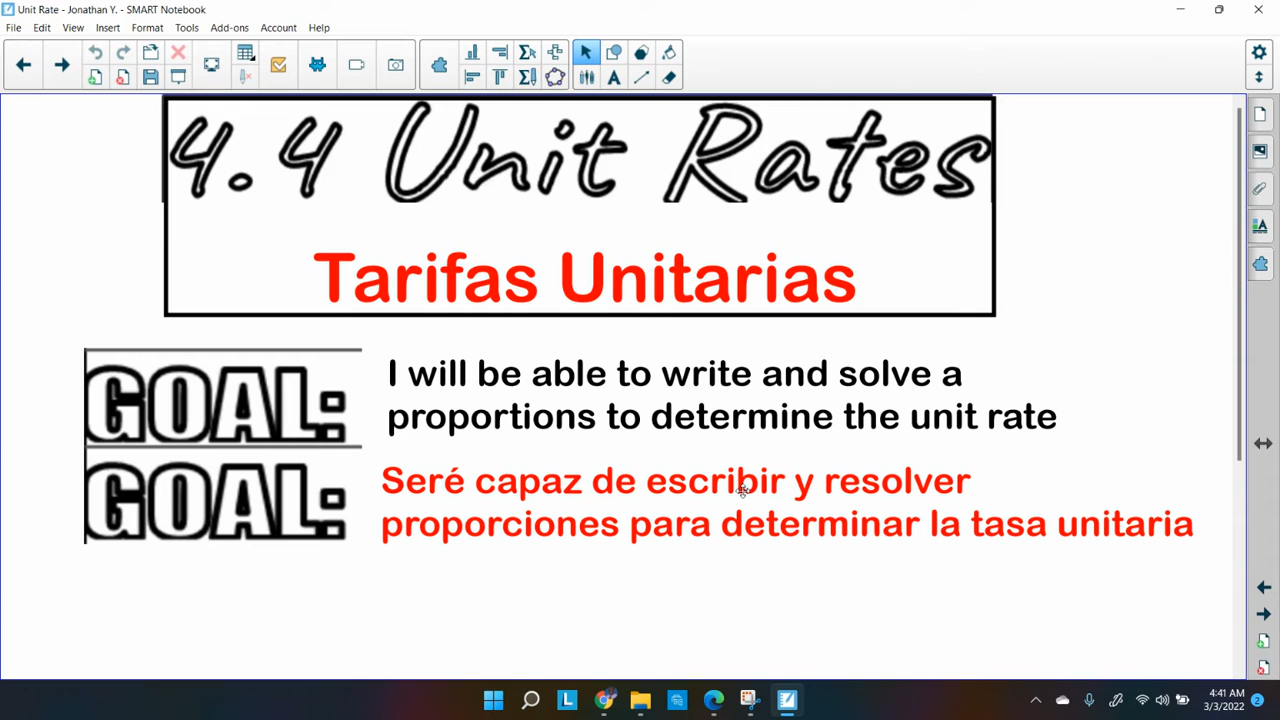 Unit Rate - Jonathan Y. - SMART Notebook
File Edit View Insert Format Tools Add-ons Account Help
4.4 Unit Rates
Tarifas Unitarias
GOAL: I will be able to write and solve a
proportions to determine the unit rate
GOAL: Seré capaz de escribir y resolver
proporciones para determinar la tasa unitaria
4:41 AM
3/3/2022
2